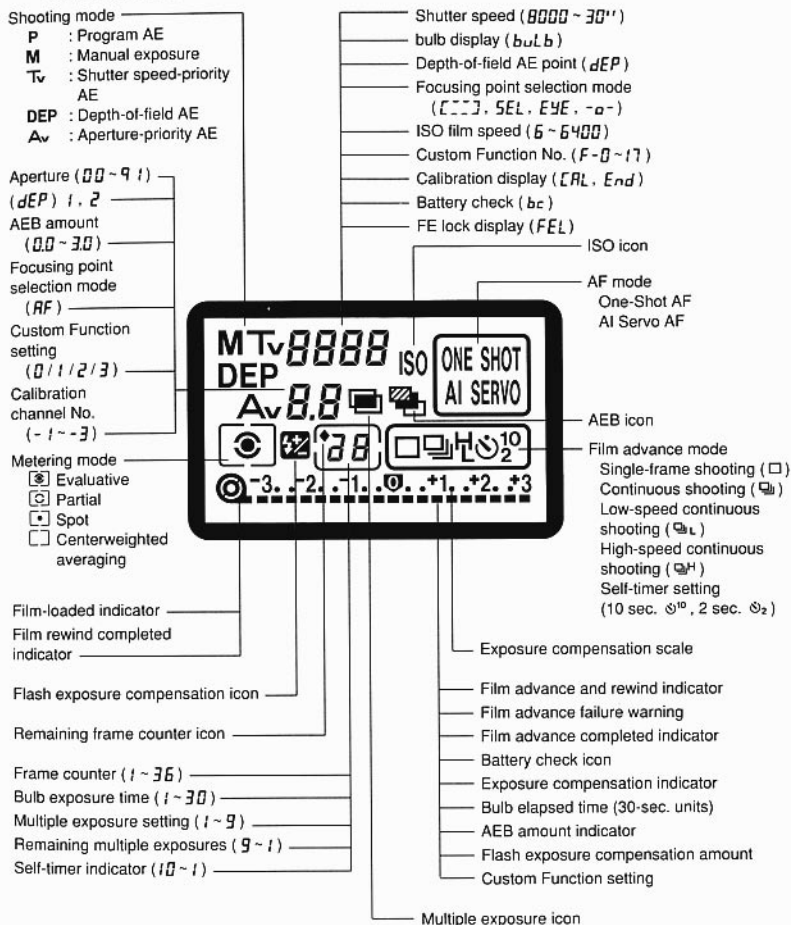 Shooting mode
P : Program AE
M : Manual exposure
Tv : Shutter speed-priority
AE
DEP : Depth-of-field AE
Av : Aperture-priority AE
Aperture (00 ~ 91)
(dEP) 1, 2
AEB amount
(0.0 ~ 3.0)
Focusing point
selection mode
(AF)
Custom Function
setting
(0/1/2/3)
Calibration
channel No.
(-1 ~ -3)
Metering mode
Evaluative
Partial
Spot
Centerweighted
averaging
Film-loaded indicator
Film rewind completed
indicator
Flash exposure compensation icon
Remaining frame counter icon
Frame counter (1 ~ 36)
Bulb exposure time (1 ~ 30)
Multiple exposure setting (1 ~ 9)
Remaining multiple exposures (9 ~ 1)
Self-timer indicator (10 ~ 1)
Shutter speed (8000 ~ 30'')
bulb display (buLb)
Depth-of-field AE point (dEP)
Focusing point selection mode
([---], SEL, EYE, -o-)
ISO film speed (6 ~ 6400)
Custom Function No. (F-0 ~ 17)
Calibration display (CAL, End)
Battery check (bc)
FE lock display (FEL)
ISO icon
AF mode
One-Shot AF
AI Servo AF
M Tv 8888 ISO ONE SHOT
DEP AI SERVO
Av 8.8
38 H L 10 2
-3. .-2. .-1. .0. .+1. .+2. .+3
AEB icon
Film advance mode
Single-frame shooting (□)
Continuous shooting ( )
Low-speed continuous
shooting ( L)
High-speed continuous
shooting ( H)
Self-timer setting
(10 sec. 10, 2 sec. 2)
Exposure compensation scale
Film advance and rewind indicator
Film advance failure warning
Film advance completed indicator
Battery check icon
Exposure compensation indicator
Bulb elapsed time (30-sec. units)
AEB amount indicator
Flash exposure compensation amount
Custom Function setting
Multiple exposure icon